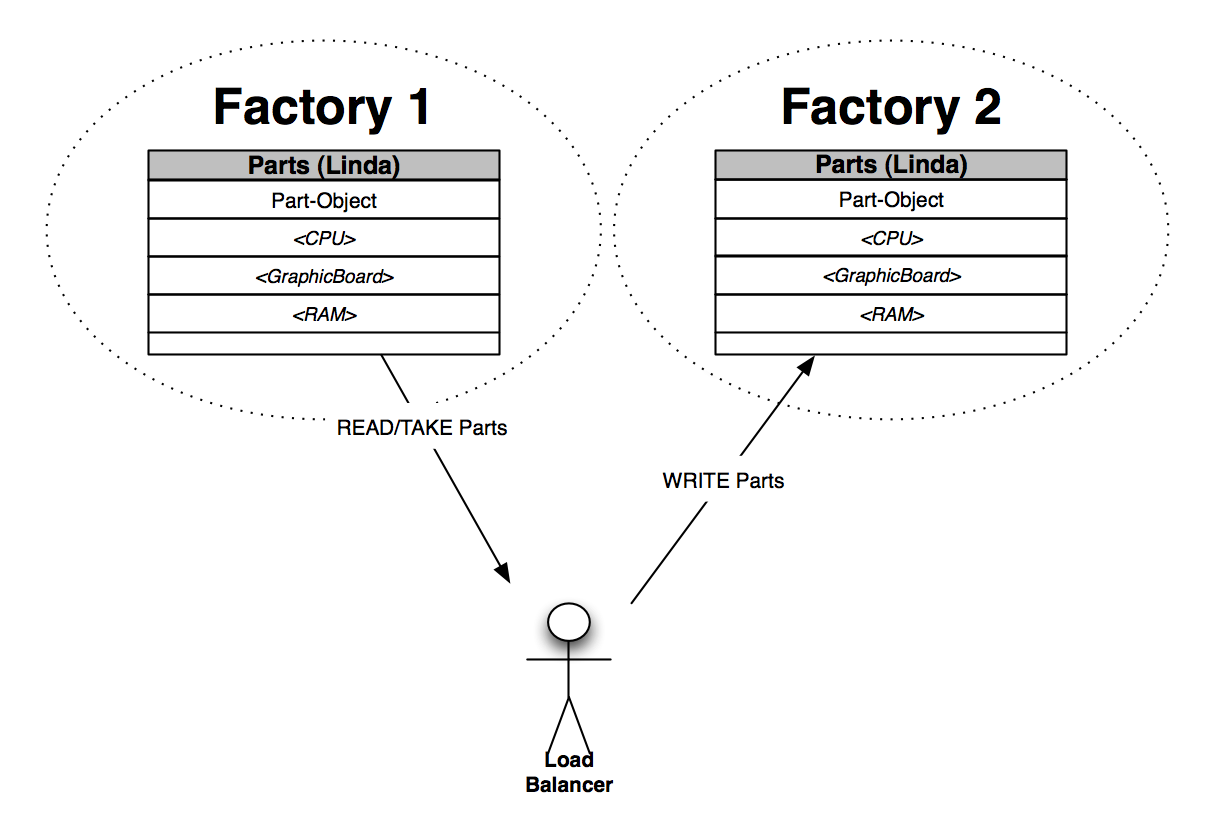 Factory 1
Parts (Linda)
Part-Object
<CPU>
<GraphicBoard>
<RAM>
Factory 2
Parts (Linda)
Part-Object
<CPU>
<GraphicBoard>
<RAM>
READ/TAKE Parts
WRITE Parts
Load
Balancer